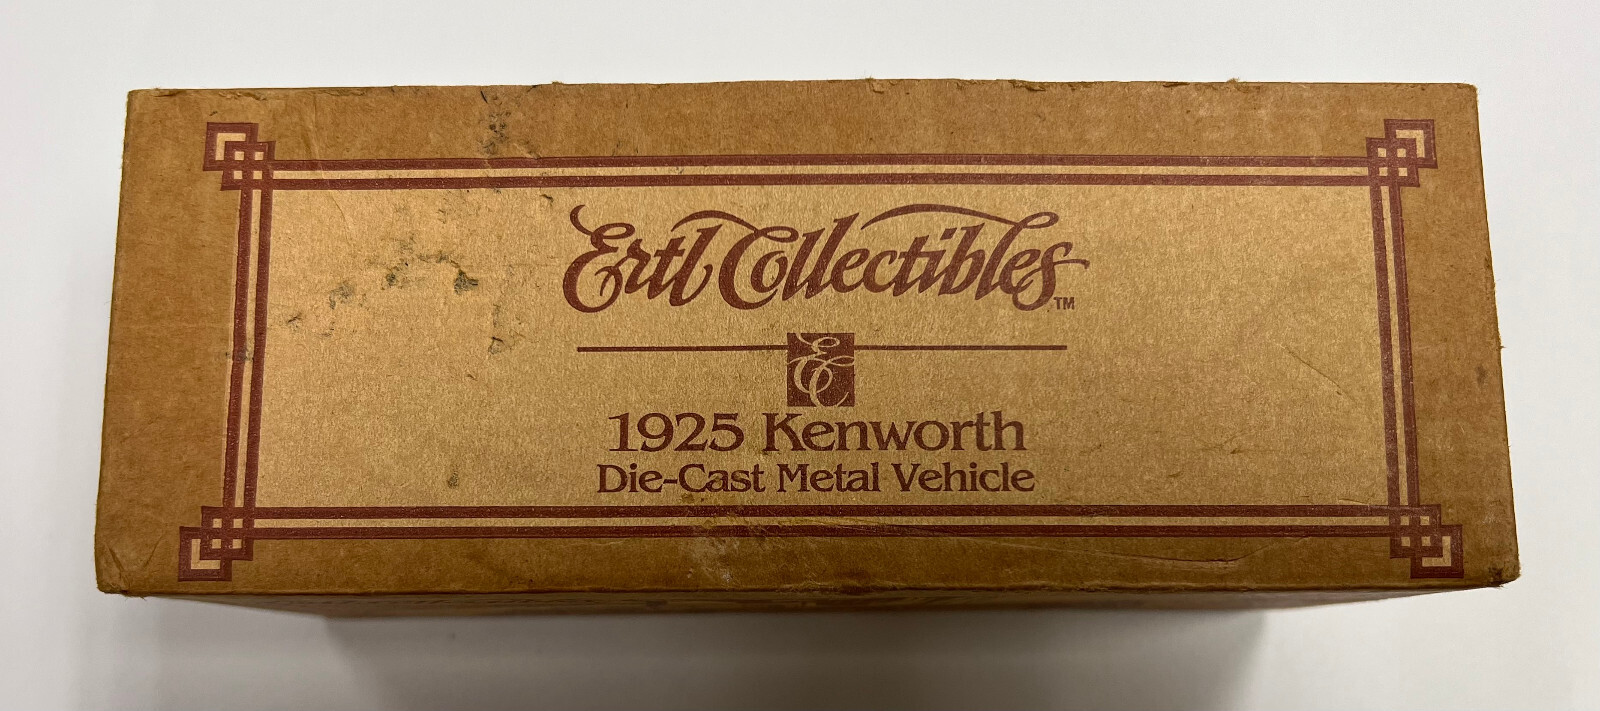 Ertl Collectibles™
EC
1925 Kenworth
Die-Cast Metal Vehicle